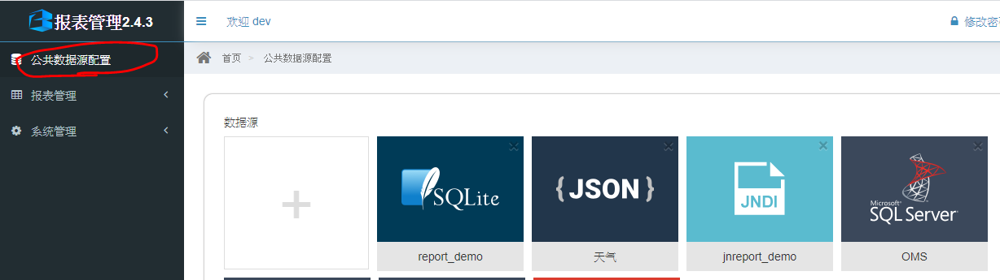 报表管理2.4.3
欢迎 dev
修改密
公共数据源配置
首页 > 公共数据源配置
报表管理
系统管理
数据源
SQLite
{ JSON }
JNDI
Microsoft
SQL Server
report_demo
天气
jnreport_demo
OMS